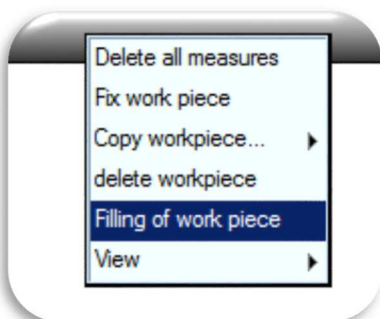 Delete all measures
Fix work piece
Copy workpiece...
delete workpiece
Filling of work piece
View